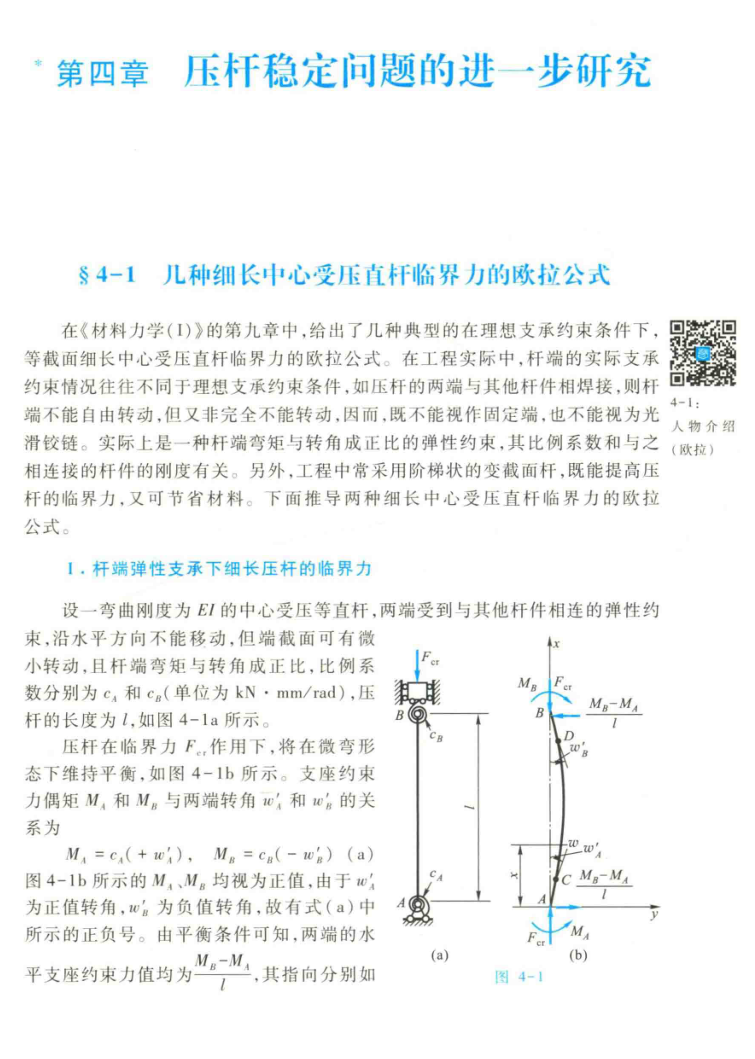 *第四章 压杆稳定问题的进一步研究
§4-1 几种细长中心受压直杆临界力的欧拉公式
在《材料力学(I)》的第九章中,给出了几种典型的在理想支承约束条件下,
等截面细长中心受压直杆临界力的欧拉公式。在工程实际中,杆端的实际支承
约束情况往往不同于理想支承约束条件,如压杆的两端与其他杆件相焊接,则杆
端不能自由转动,但又非完全不能转动,因而,既不能视作固定端,也不能视为光
滑铰链。实际上是一种杆端弯矩与转角成正比的弹性约束,其比例系数和与之
相连接的杆件的刚度有关。另外,工程中常采用阶梯状的变截面杆,既能提高压
杆的临界力,又可节省材料。下面推导两种细长中心受压直杆临界力的欧拉
公式。
4-1:
人物介绍
(欧拉)
I.杆端弹性支承下细长压杆的临界力
设一弯曲刚度为 EI 的中心受压等直杆,两端受到与其他杆件相连的弹性约
束,沿水平方向不能移动,但端截面可有微
小转动,且杆端弯矩与转角成正比,比例系
数分别为 c_A 和 c_B(单位为 kN·mm/rad),压
杆的长度为 l,如图 4-1a 所示。
压杆在临界力 F_cr 作用下,将在微弯形
态下维持平衡,如图 4-1b 所示。支座约束
力偶矩 M_A 和 M_B 与两端转角 w'_A 和 w'_B 的关
系为
M_A = c_A(+w'_A), M_B = c_B(-w'_B) (a)
图 4-1b 所示的 M_A、M_B 均视为正值,由于 w'_A
为正值转角,w'_B 为负值转角,故有式(a)中
所示的正负号。由平衡条件可知,两端的水
平支座约束力值均为 (M_B-M_A)/l,其指向分别如
F_cr
B
c_B
l
c_A
A
(a)
x
M_B
F_cr
B
(M_B-M_A)/l
D
w'_B
w
w'_A
x
C
(M_B-M_A)/l
A
y
F_cr
M_A
(b)
图 4-1